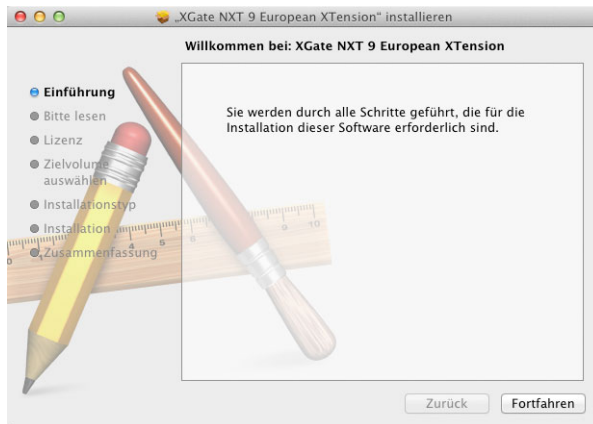 „XGate NXT 9 European XTension“ installieren
Willkommen bei: XGate NXT 9 European XTension
Einführung
Bitte lesen
Lizenz
Zielvolume
auswählen
Installationstyp
Installation
Zusammenfassung
Sie werden durch alle Schritte geführt, die für die
Installation dieser Software erforderlich sind.
Zurück
Fortfahren